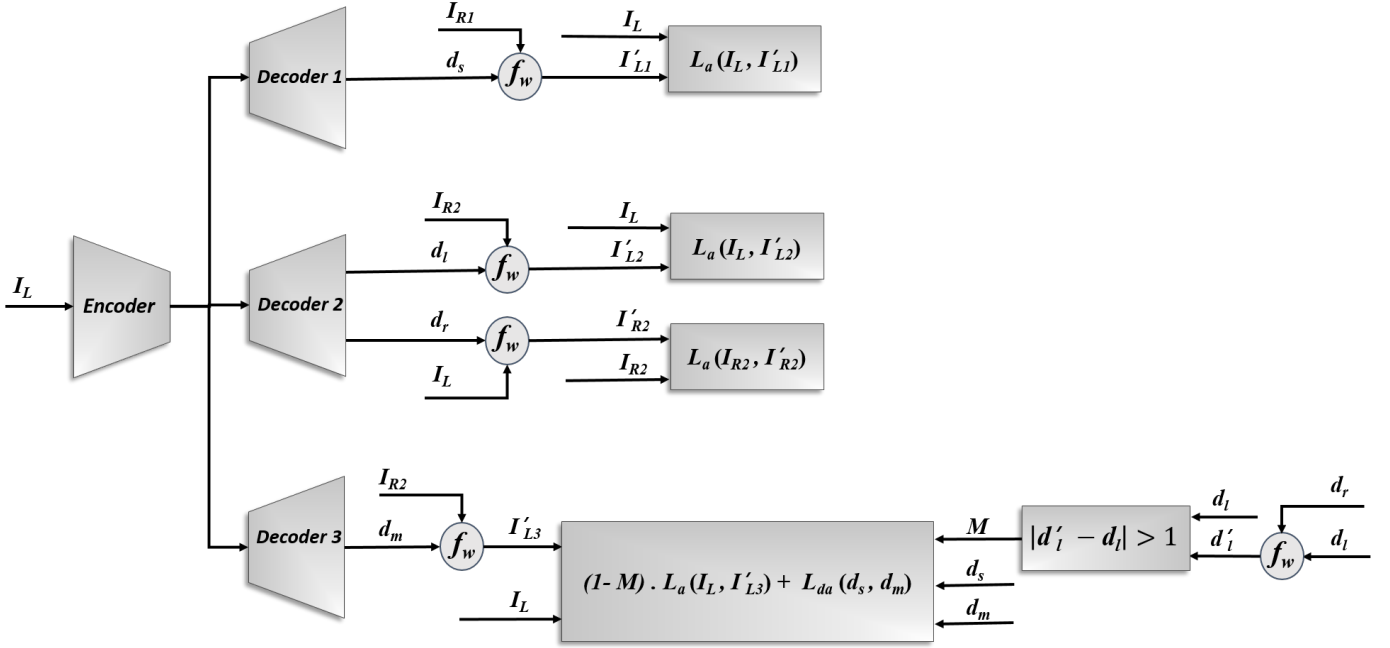 I_R1
I_L
d_s
f_w
I′_L1
L_a (I_L , I′_L1)
Decoder 1
I_R2
I_L
d_l
f_w
I′_L2
L_a (I_L , I′_L2)
I_L
Encoder
Decoder 2
d_r
f_w
I′_R2
I_L
I_R2
L_a (I_R2 , I′_R2)
I_R2
Decoder 3
d_m
f_w
I′_L3
I_L
(1- M) . L_a (I_L , I′_L3) + L_da (d_s , d_m)
M
d_s
d_m
|d′_l − d_l| > 1
d_l
d′_l
f_w
d_r
d_l